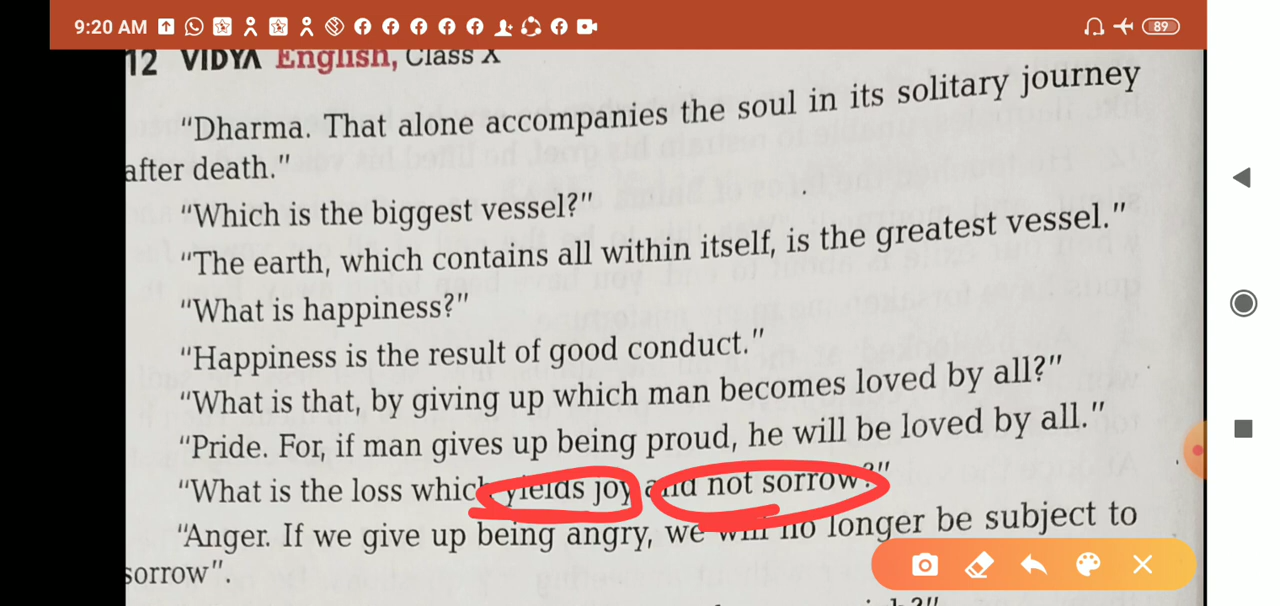 9:20 AM 89
12 VIDYA English, Class X
"Dharma. That alone accompanies the soul in its solitary journey
after death."
"Which is the biggest vessel?"
"The earth, which contains all within itself, is the greatest vessel."
"What is happiness?"
"Happiness is the result of good conduct."
"What is that, by giving up which man becomes loved by all?"
"Pride. For, if man gives up being proud, he will be loved by all."
"What is the loss which yields joy and not sorrow?"
"Anger. If we give up being angry, we will no longer be subject to
sorrow".